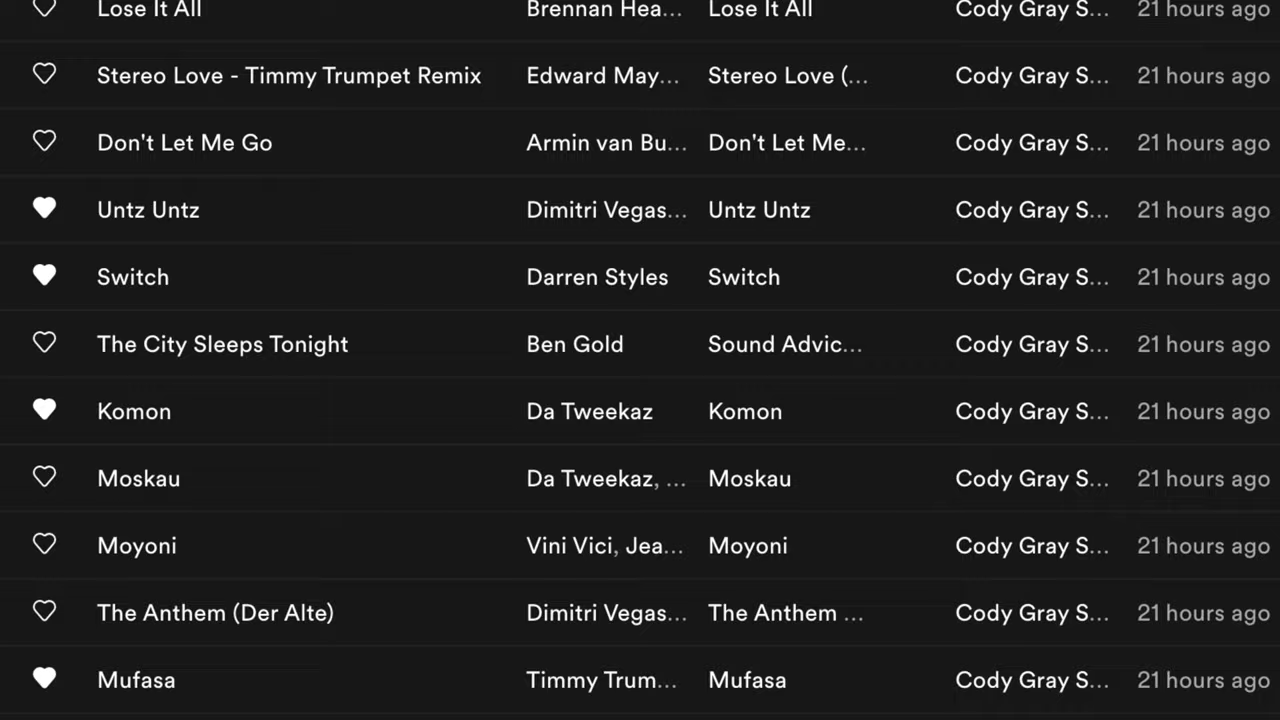 Lose It All Brennan Hea... Lose It All Cody Gray S... 21 hours ago
Stereo Love - Timmy Trumpet Remix Edward May... Stereo Love (... Cody Gray S... 21 hours ago
Don't Let Me Go Armin van Bu... Don't Let Me... Cody Gray S... 21 hours ago
Untz Untz Dimitri Vegas... Untz Untz Cody Gray S... 21 hours ago
Switch Darren Styles Switch Cody Gray S... 21 hours ago
The City Sleeps Tonight Ben Gold Sound Advic... Cody Gray S... 21 hours ago
Komon Da Tweekaz Komon Cody Gray S... 21 hours ago
Moskau Da Tweekaz, ... Moskau Cody Gray S... 21 hours ago
Moyoni Vini Vici, Jea... Moyoni Cody Gray S... 21 hours ago
The Anthem (Der Alte) Dimitri Vegas... The Anthem ... Cody Gray S... 21 hours ago
Mufasa Timmy Trum... Mufasa Cody Gray S... 21 hours ago